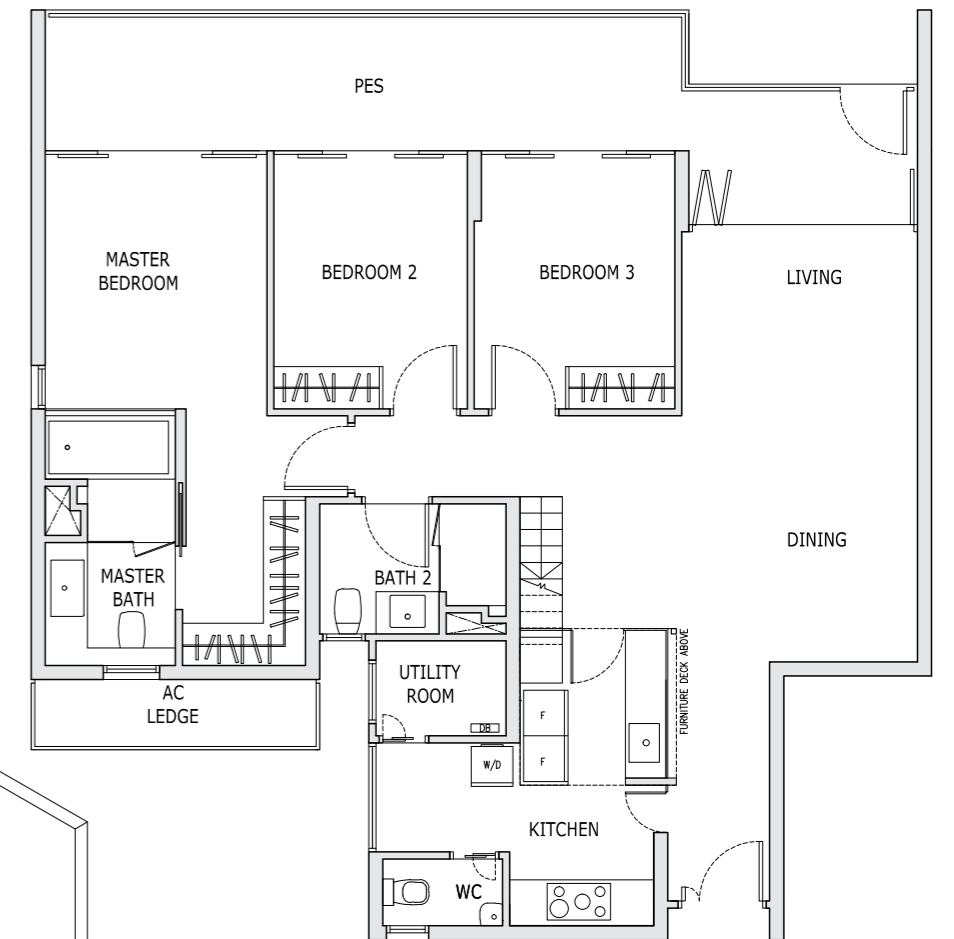 PES
MASTER
BEDROOM
BEDROOM 2
BEDROOM 3
LIVING
DINING
MASTER
BATH
BATH 2
UTILITY
ROOM
DB
AC
LEDGE
FURNITURE DECK ABOVE
F
F
W/D
KITCHEN
WC